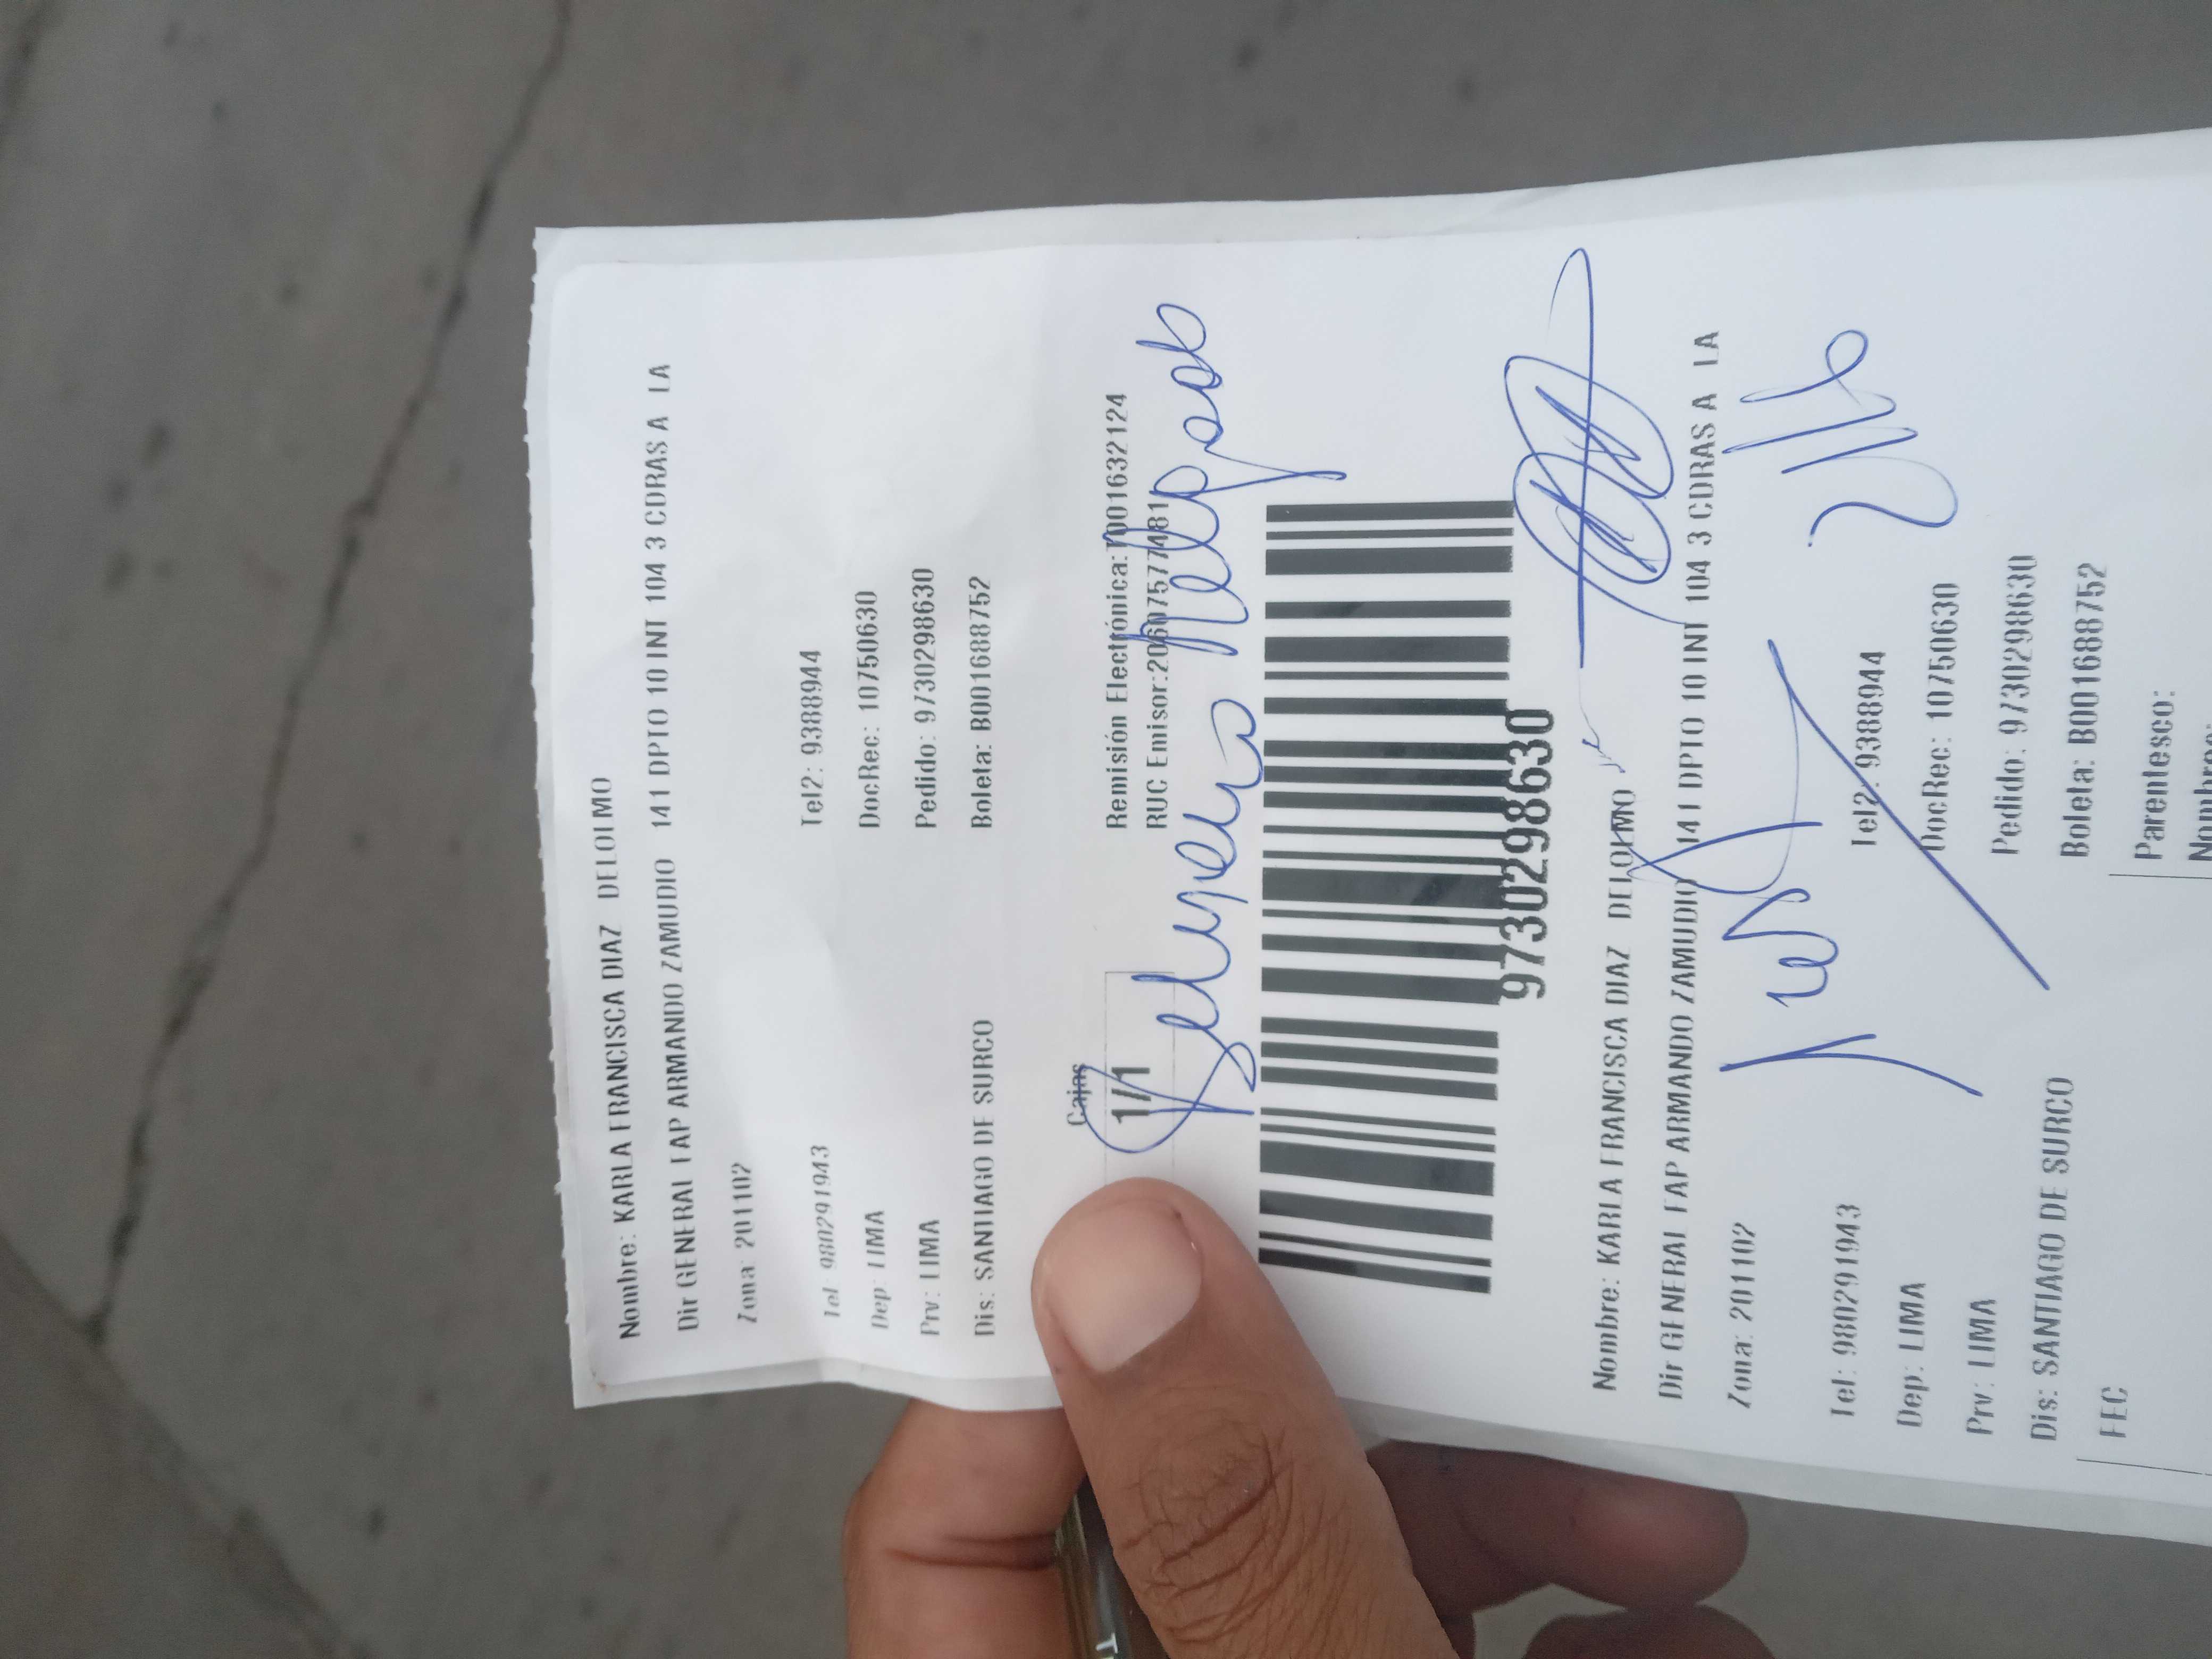 Nombre: KARLA FRANCISCA DIAZ DELOLMO
Dir GENERAL FAP ARMANDO ZAMUDIO 141 DPTO 10 INT 104 3 CDRAS A LA
Zona: 2011102
Tel: 980291943 Tel2: 9388944
Dep: LIMA DocRec: 10750630
Prv: LIMA Pedido: 9730298630
Dis: SANTIAGO DE SURCO Boleta: B001688752
Cajas
1/1
Remisión Electrónica:T001632124
RUC Emisor:20607577481
9730298630
Nombre: KARLA FRANCISCA DIAZ DELOLMO
Dir GENERAL FAP ARMANDO ZAMUDIO 141 DPTO 10 INT 104 3 CDRAS A LA
Zona: 2011102
Tel: 980291943 Tel2: 9388944
Dep: LIMA DocRec: 10750630
Prv: LIMA Pedido: 9730298630
Dis: SANTIAGO DE SURCO Boleta: B001688752
FEC Parentesco:
Nombre: